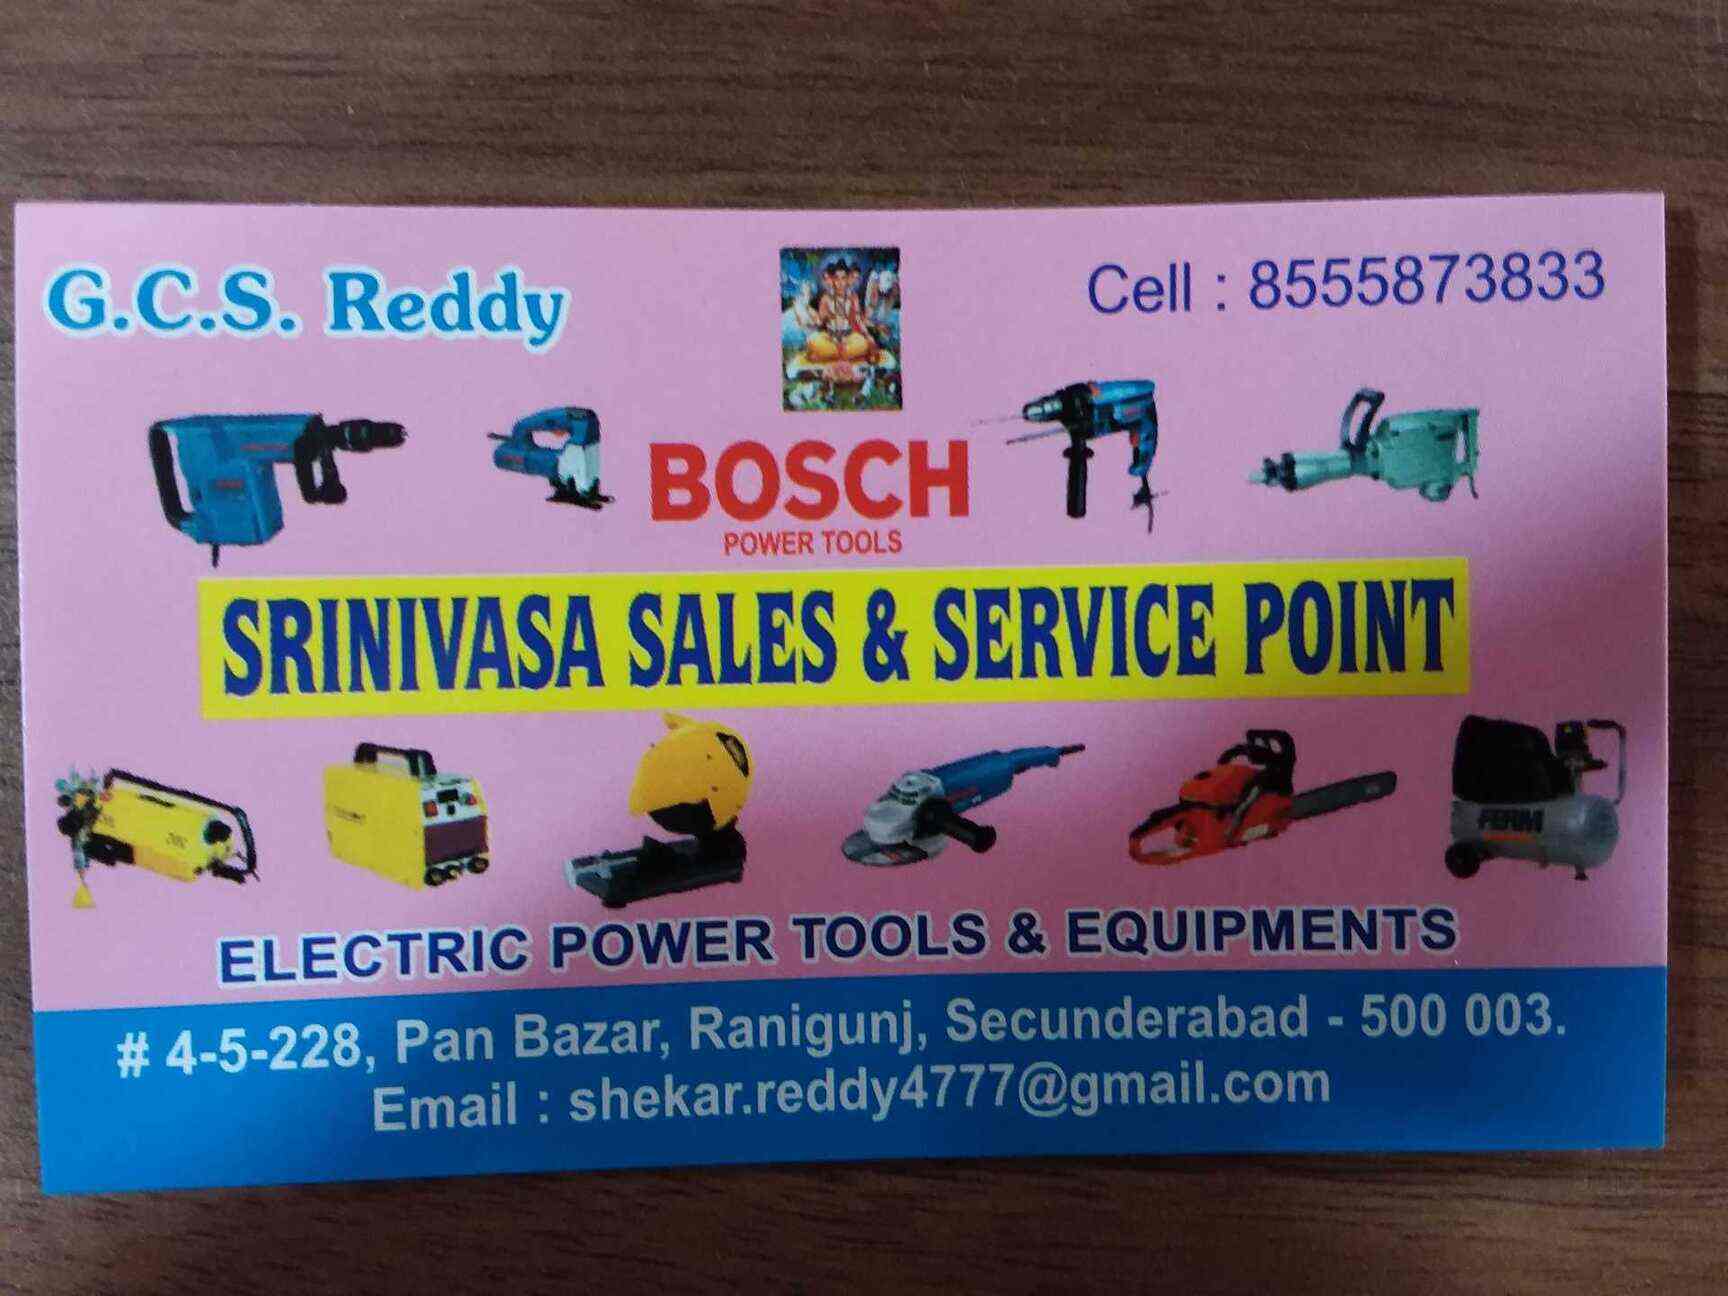 G.C.S. Reddy
Cell : 8555873833
BOSCH
POWER TOOLS
SRINIVASA SALES & SERVICE POINT
FERM
ELECTRIC POWER TOOLS & EQUIPMENTS
# 4-5-228, Pan Bazar, Ranigunj, Secunderabad - 500 003.
Email : shekar.reddy4777@gmail.com